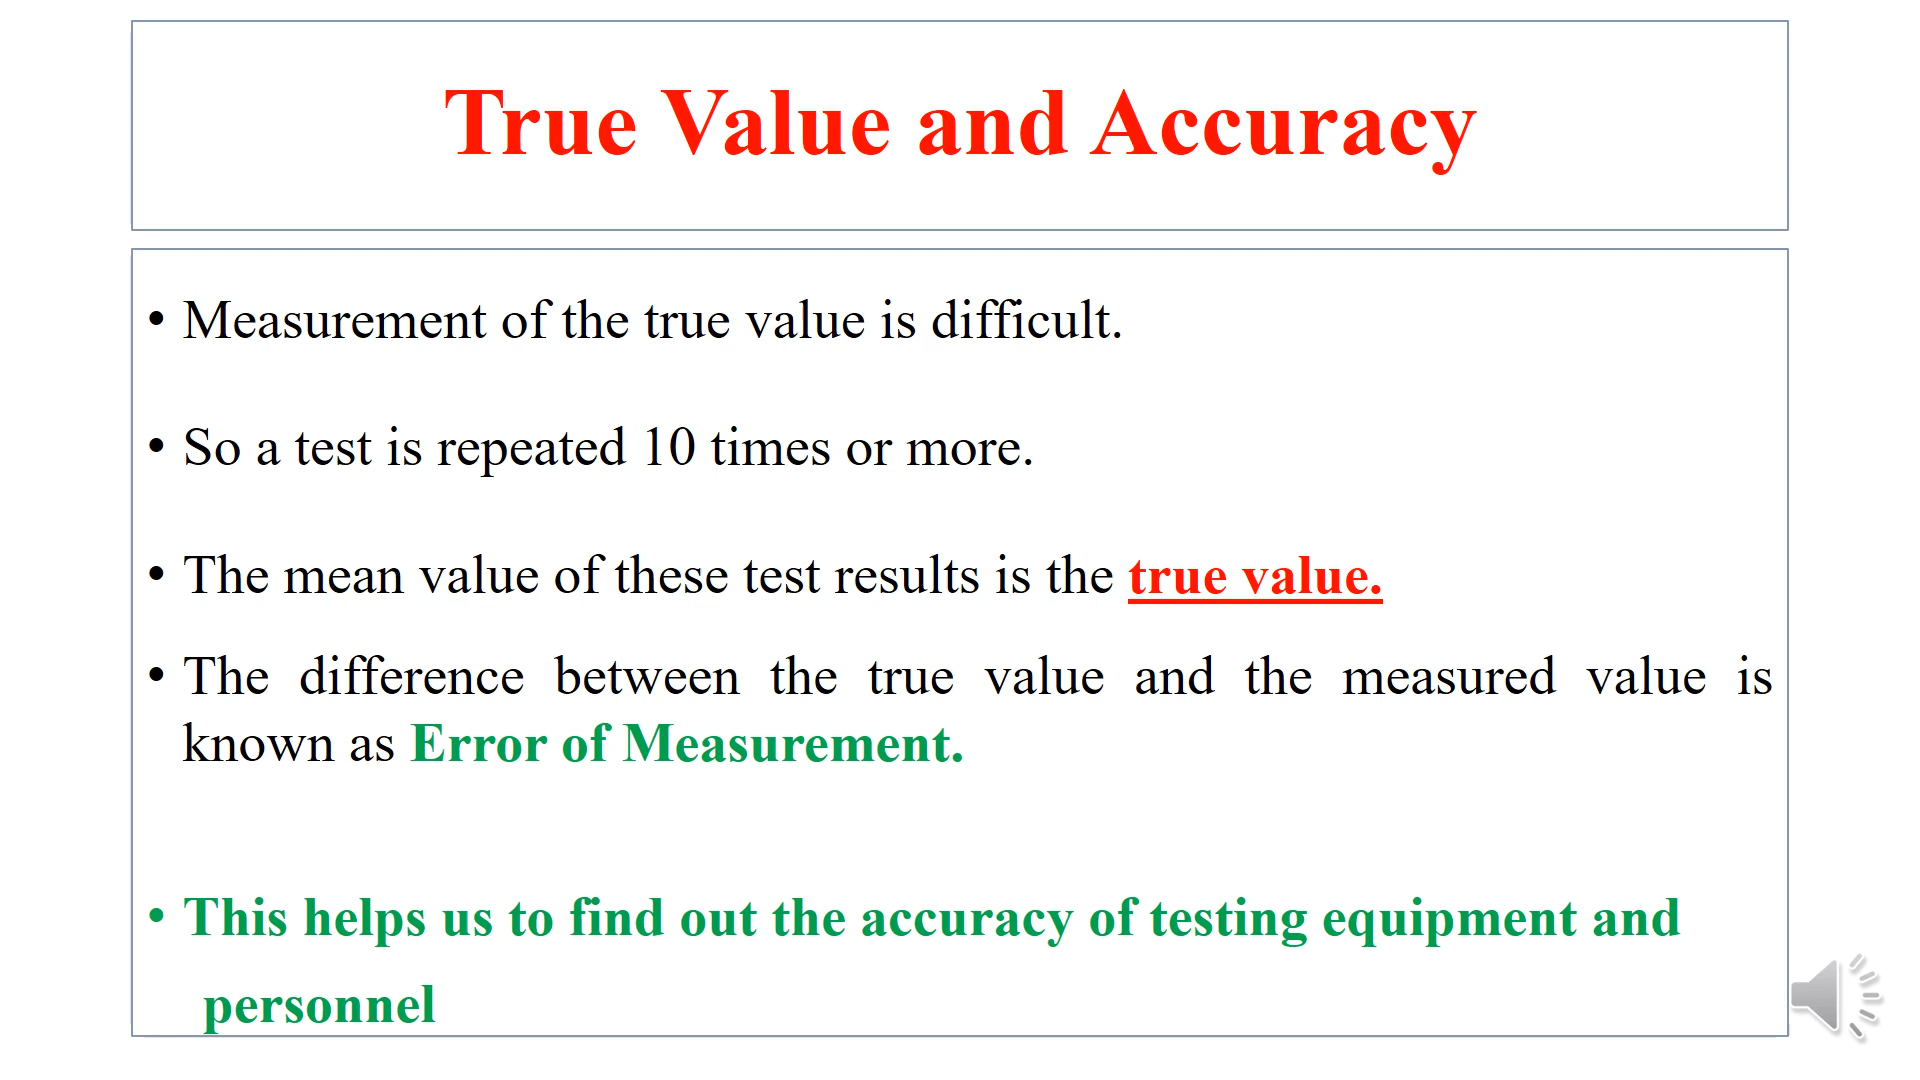 True Value and Accuracy
• Measurement of the true value is difficult.
• So a test is repeated 10 times or more.
• The mean value of these test results is the true value.
• The difference between the true value and the measured value is
known as Error of Measurement.
• This helps us to find out the accuracy of testing equipment and
personnel